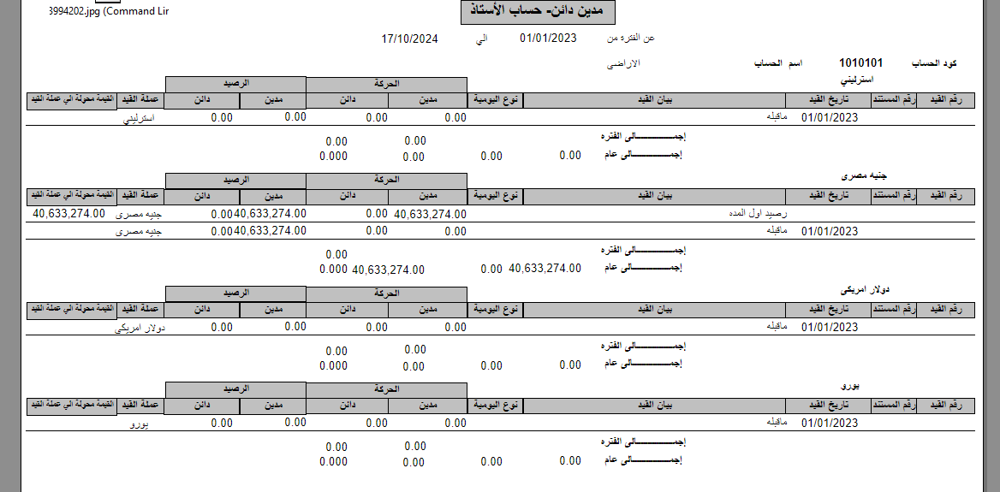 3994202.jpg (Command Lir
مدين دائن- حساب الأستاذ
عن الفترة من 01/01/2023 الي 17/10/2024
كود الحساب 1010101 اسم الحساب الاراضى
استرليني
الحركة الرصيد
رقم القيد رقم المستند تاريخ القيد بيان القيد نوع اليومية مدين دائن مدين دائن عملة القيد القيمة محولة الي عملة القيد
01/01/2023 ماقبله 0.00 0.00 0.00 0.00 استرليني
إجمـــــــــالى الفتره 0.00 0.00
إجمـــــــــالى عام 0.00 0.00 0.00 0.000
جنيه مصرى
الحركة الرصيد
رقم القيد رقم المستند تاريخ القيد بيان القيد نوع اليومية مدين دائن مدين دائن عملة القيد القيمة محولة الي عملة القيد
رصيد اول المده 40,633,274.00 0.00 40,633,274.00 0.00 جنيه مصرى 40,633,274.00
01/01/2023 ماقبله 0.00 0.00 40,633,274.00 0.00 جنيه مصرى
إجمـــــــــالى الفتره 0.00
إجمـــــــــالى عام 40,633,274.00 0.00 40,633,274.00 0.000
دولار امريكى
الحركة الرصيد
رقم القيد رقم المستند تاريخ القيد بيان القيد نوع اليومية مدين دائن مدين دائن عملة القيد القيمة محولة الي عملة القيد
01/01/2023 ماقبله 0.00 0.00 0.00 0.00 دولار امريكى
إجمـــــــــالى الفتره 0.00 0.00
إجمـــــــــالى عام 0.00 0.00 0.00 0.000
يورو
الحركة الرصيد
رقم القيد رقم المستند تاريخ القيد بيان القيد نوع اليومية مدين دائن مدين دائن عملة القيد القيمة محولة الي عملة القيد
01/01/2023 ماقبله 0.00 0.00 0.00 0.00 يورو
إجمـــــــــالى الفتره 0.00 0.00
إجمـــــــــالى عام 0.00 0.00 0.00 0.000